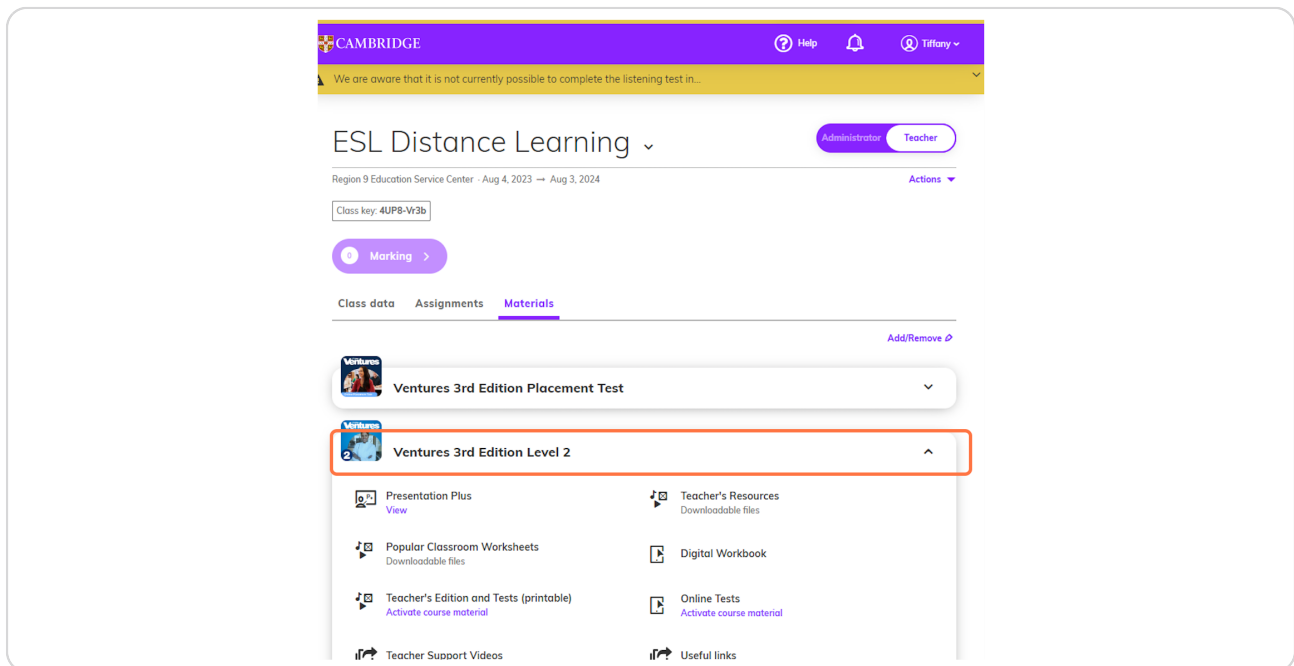 CAMBRIDGE
Help
Tiffany
We are aware that it is not currently possible to complete the listening test in...
ESL Distance Learning
Administrator
Teacher
Region 9 Education Service Center · Aug 4, 2023 → Aug 3, 2024
Actions
Class key: 4UP8-Vr3b
0 Marking >
Class data
Assignments
Materials
Add/Remove
Ventures
Ventures 3rd Edition Placement Test
Ventures
2
Ventures 3rd Edition Level 2
Presentation Plus
View
Teacher's Resources
Downloadable files
Popular Classroom Worksheets
Downloadable files
Digital Workbook
Teacher's Edition and Tests (printable)
Activate course material
Online Tests
Activate course material
Teacher Support Videos
Useful links